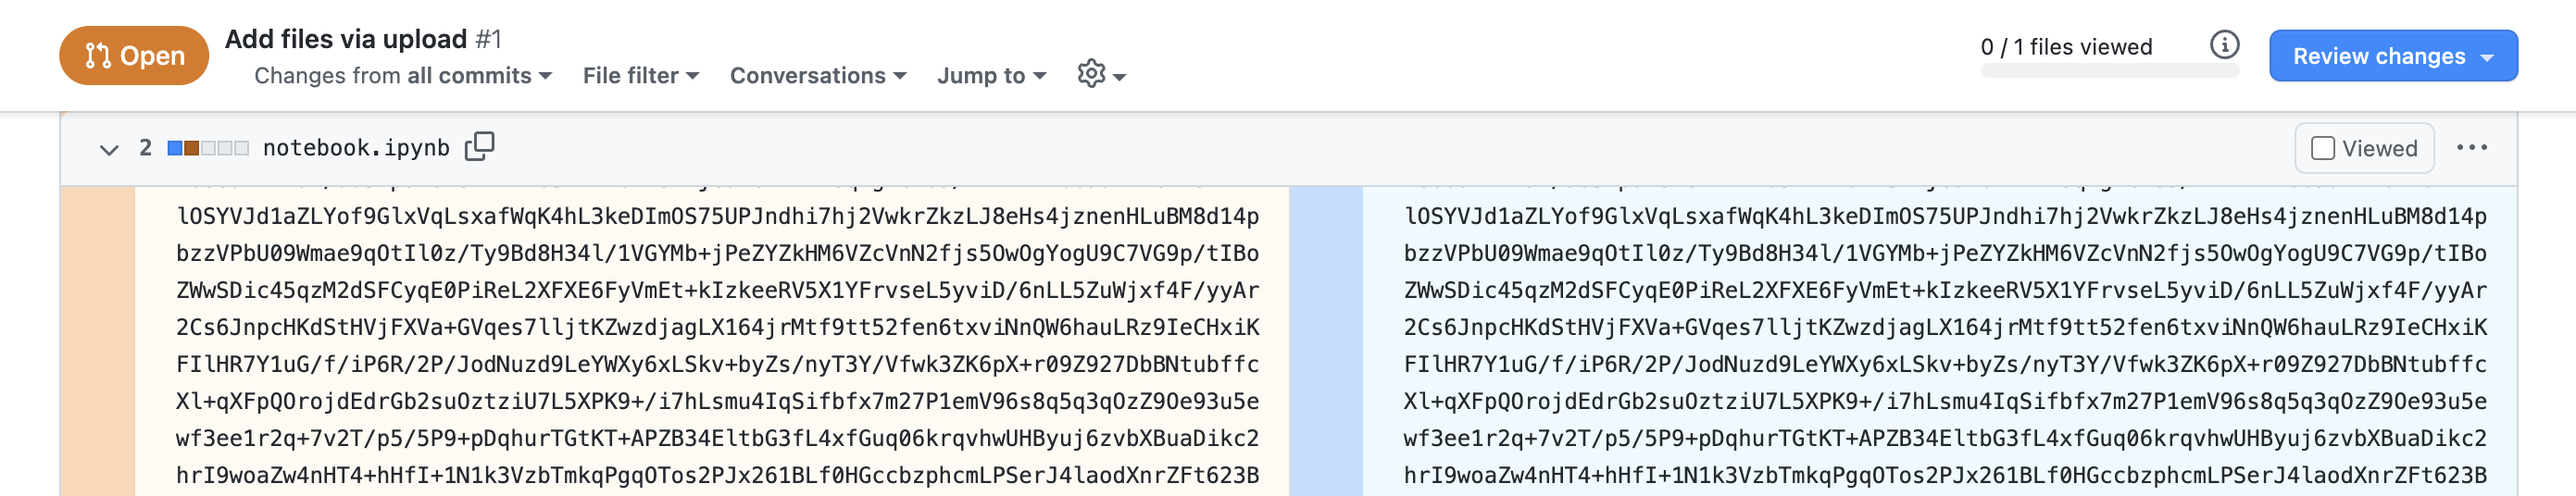 Open
Add files via upload #1
Changes from all commits
File filter
Conversations
Jump to
0 / 1 files viewed
Review changes
2
notebook.ipynb
Viewed
lOSYVJd1aZLYof9GlxVqLsxafWqK4hL3keDImOS75UPJndhi7hj2VwkrZkzLJ8eHs4jznenHLuBM8d14p
bzzVPbU09Wmae9qOtIl0z/Ty9Bd8H34l/1VGYMb+jPeZYZkHM6VZcVnN2fjs5OwOgYogU9C7VG9p/tIBo
ZWwSDic45qzM2dSFCyqE0PiReL2XFXE6FyVmEt+kIzkeeRV5X1YFrvseL5yviD/6nLL5ZuWjxf4F/yyAr
2Cs6JnpcHKdStHVjFXVa+GVqes7lljtKZwzdjagLX164jrMtf9tt52fen6txviNnQW6hauLRz9IeCHxiK
FIlHR7Y1uG/f/iP6R/2P/JodNuzd9LeYWXy6xLSkv+byZs/nyT3Y/Vfwk3ZK6pX+r09Z927DbBNtubffc
Xl+qXFpQOrojdEdrGb2suOztziU7L5XPK9+/i7hLsmu4IqSifbfx7m27P1emV96s8q5q3qOzZ9Oe93u5e
wf3ee1r2q+7v2T/p5/5P9+pDqhurTGtKT+APZB34EltbG3fL4xfGuq06krqvhwUHByuj6zvbXBuaDikc2
hrI9woaZw4nHT4+hHfI+1N1k3VzbTmkqPgqOTos2PJx261BLf0HGccbzphcmLPSerJ4laodXnrZFt623B
lOSYVJd1aZLYof9GlxVqLsxafWqK4hL3keDImOS75UPJndhi7hj2VwkrZkzLJ8eHs4jznenHLuBM8d14p
bzzVPbU09Wmae9qOtIl0z/Ty9Bd8H34l/1VGYMb+jPeZYZkHM6VZcVnN2fjs5OwOgYogU9C7VG9p/tIBo
ZWwSDic45qzM2dSFCyqE0PiReL2XFXE6FyVmEt+kIzkeeRV5X1YFrvseL5yviD/6nLL5ZuWjxf4F/yyAr
2Cs6JnpcHKdStHVjFXVa+GVqes7lljtKZwzdjagLX164jrMtf9tt52fen6txviNnQW6hauLRz9IeCHxiK
FIlHR7Y1uG/f/iP6R/2P/JodNuzd9LeYWXy6xLSkv+byZs/nyT3Y/Vfwk3ZK6pX+r09Z927DbBNtubffc
Xl+qXFpQOrojdEdrGb2suOztziU7L5XPK9+/i7hLsmu4IqSifbfx7m27P1emV96s8q5q3qOzZ9Oe93u5e
wf3ee1r2q+7v2T/p5/5P9+pDqhurTGtKT+APZB34EltbG3fL4xfGuq06krqvhwUHByuj6zvbXBuaDikc2
hrI9woaZw4nHT4+hHfI+1N1k3VzbTmkqPgqOTos2PJx261BLf0HGccbzphcmLPSerJ4laodXnrZFt623B